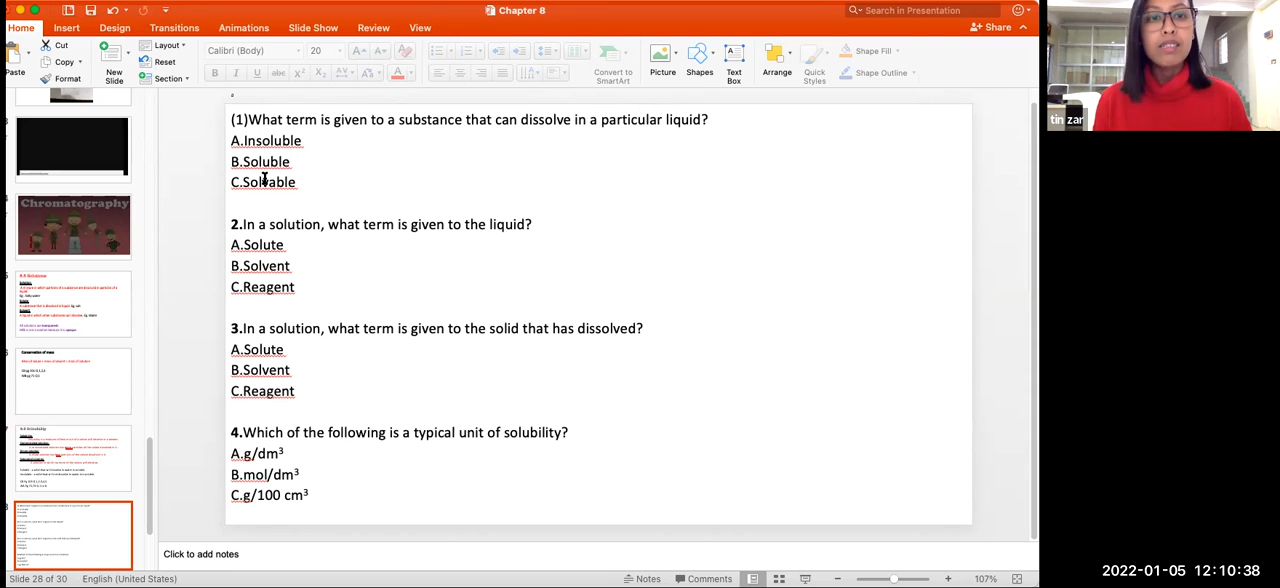 Chapter 8
Search in Presentation
Home Insert Design Transitions Animations Slide Show Review View
Share
Paste
Cut
Copy
Format
New Slide
Layout
Reset
Section
Calibri (Body) 20
Convert to SmartArt
Picture
Shapes
Text Box
Arrange
Quick Styles
Shape Fill
Shape Outline
tin zar
(1)What term is given to a substance that can dissolve in a particular liquid?
A.Insoluble
B.Soluble
C.Solvable
2.In a solution, what term is given to the liquid?
A.Solute
B.Solvent
C.Reagent
3.In a solution, what term is given to the solid that has dissolved?
A.Solute
B.Solvent
C.Reagent
4.Which of the following is a typical unit of solubility?
A.g/dm³
B.mol/dm³
C.g/100 cm³
Chromatography
Conservation of mass
Click to add notes
Slide 28 of 30 English (United States)
Notes Comments 107%
2022-01-05 12:10:38